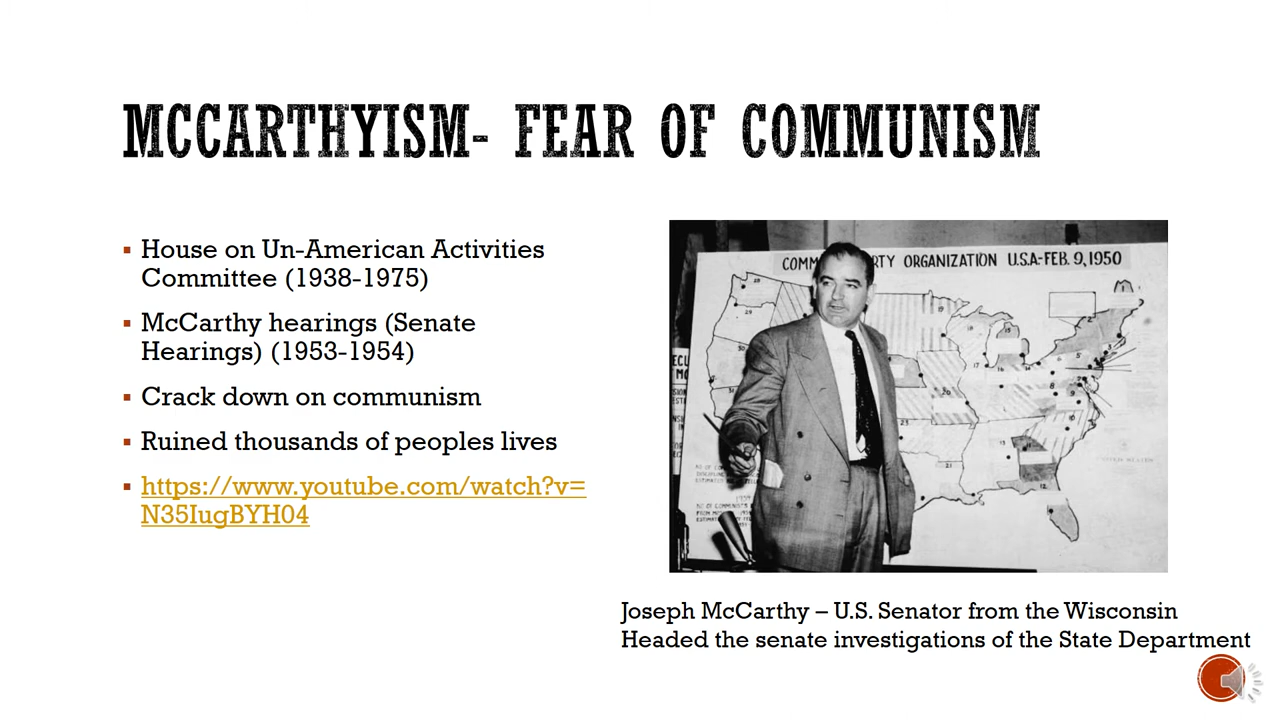 MCCARTHYISM- FEAR OF COMMUNISM
House on Un-American Activities
Committee (1938-1975)
McCarthy hearings (Senate
Hearings) (1953-1954)
Crack down on communism
Ruined thousands of peoples lives
https://www.youtube.com/watch?v=
N35IugBYH04
COMM RTY ORGANIZATION U.S.A-FEB. 9, 1950
Joseph McCarthy – U.S. Senator from the Wisconsin
Headed the senate investigations of the State Department